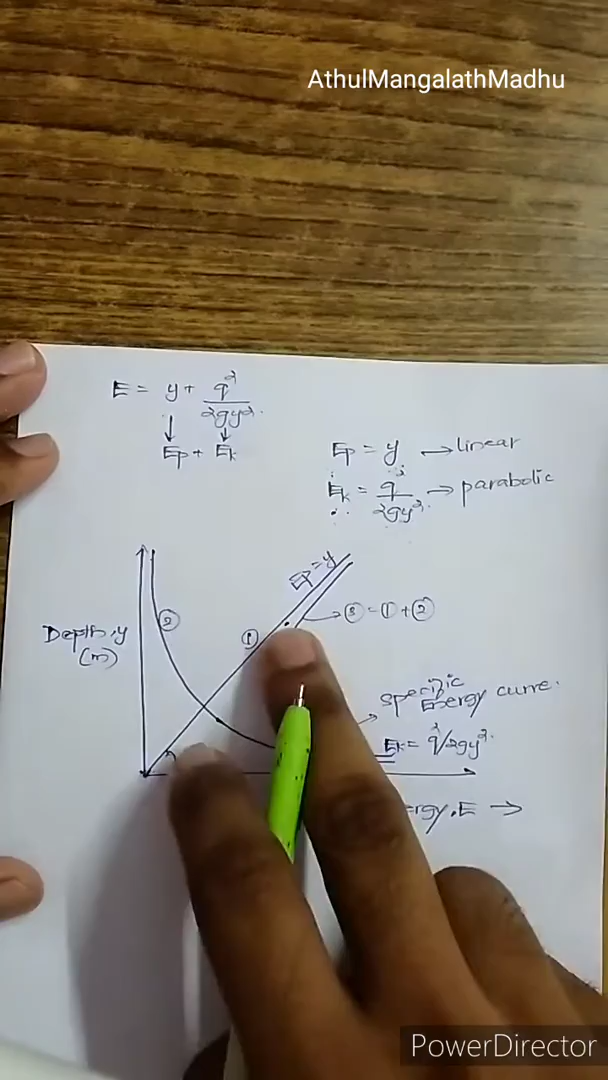 AthulMangalathMadhu
E = y + q²/2gy².
↓ ↓
Ep + Ek
Ep = y → linear
Ek = q²/2gy² → parabolic
Ep = y
②
①
③ = ① + ②
Depth, y
(m)
specific
Energy curve.
Ek = q²/2gy².
ergy, E →
PowerDirector